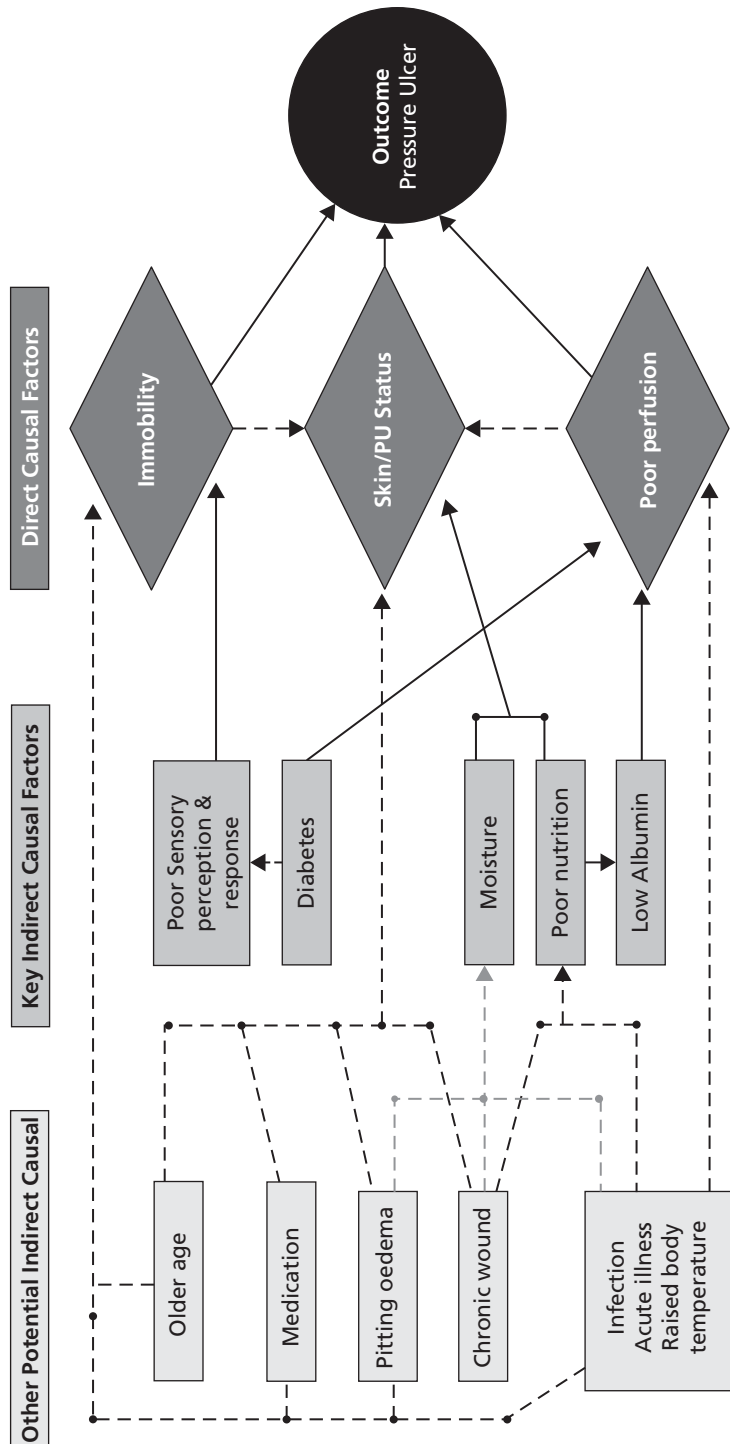 Other Potential Indirect Causal
Key Indirect Causal Factors
Direct Causal Factors
Older age
Medication
Pitting oedema
Chronic wound
Infection
Acute illness
Raised body
temperature
Poor Sensory
perception &
response
Diabetes
Moisture
Poor nutrition
Low Albumin
Immobility
Skin/PU Status
Poor perfusion
Outcome
Pressure Ulcer